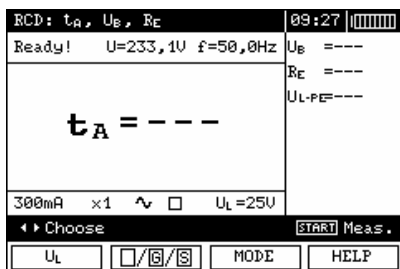 RCD: tA, UB, RE 09:27
Ready! U=233,1V f=50,0Hz
UB =---
RE =---
UL-PE=---
tA=---
300mA ×1 ∿ □ UL=25V
Choose START Meas.
UL □/G/S MODE HELP